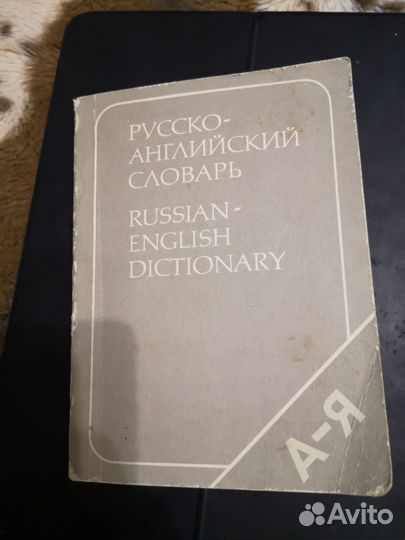 РУССКО-
АНГЛИЙСКИЙ
СЛОВАРЬ
RUSSIAN-
ENGLISH
DICTIONARY
А-Я
Avito